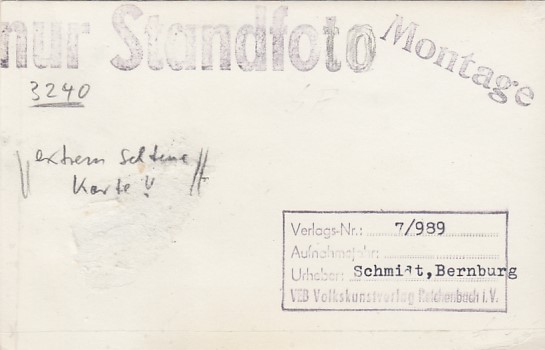 nur Standfoto
Montage
3240
extrem seltene
Karte !!
Verlags-Nr.: 7/989
Aufnahmejahr:
Urheber: Schmidt,Bernburg
VEB Volkskunstverlag Reichenbach i. V.